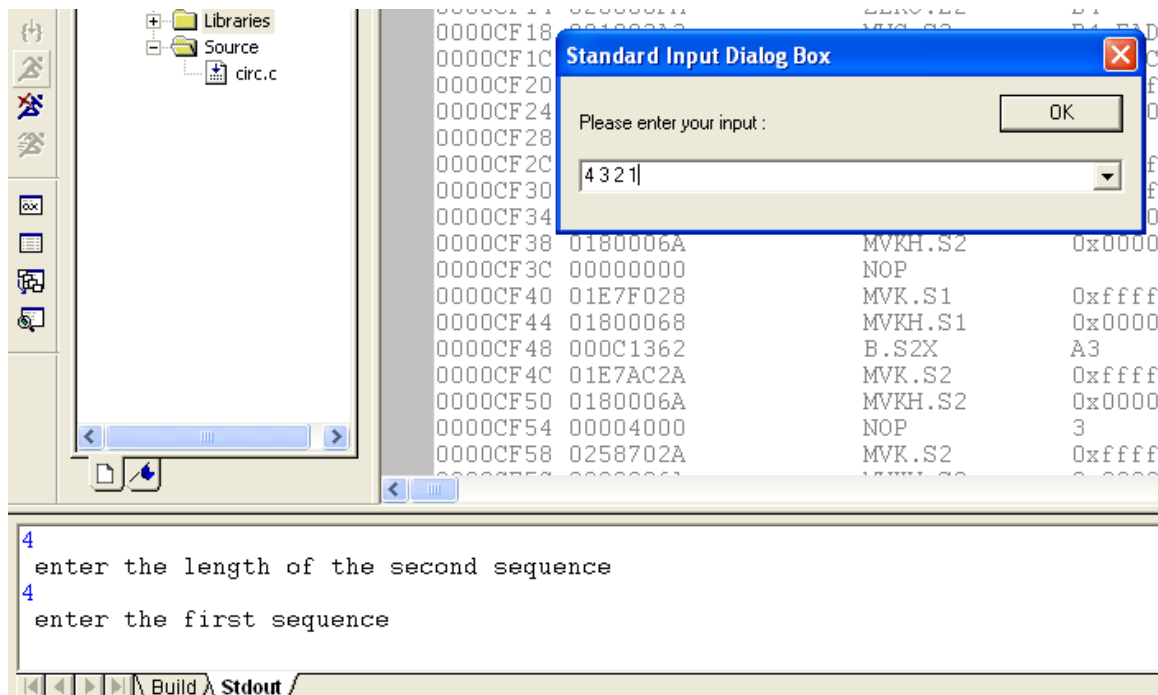 Libraries
Source
circ.c
0000CF18
0000CF1C
0000CF20
0000CF24
0000CF28
0000CF2C
0000CF30
0000CF34
Standard Input Dialog Box
Please enter your input :
OK
4 3 2 1
0000CF38 0180006A MVKH.S2 0x0000
0000CF3C 00000000 NOP
0000CF40 01E7F028 MVK.S1 0xffff
0000CF44 01800068 MVKH.S1 0x0000
0000CF48 000C1362 B.S2X A3
0000CF4C 01E7AC2A MVK.S2 0xffff
0000CF50 0180006A MVKH.S2 0x0000
0000CF54 00004000 NOP 3
0000CF58 0258702A MVK.S2 0xffff
4
enter the length of the second sequence
4
enter the first sequence
Build
Stdout